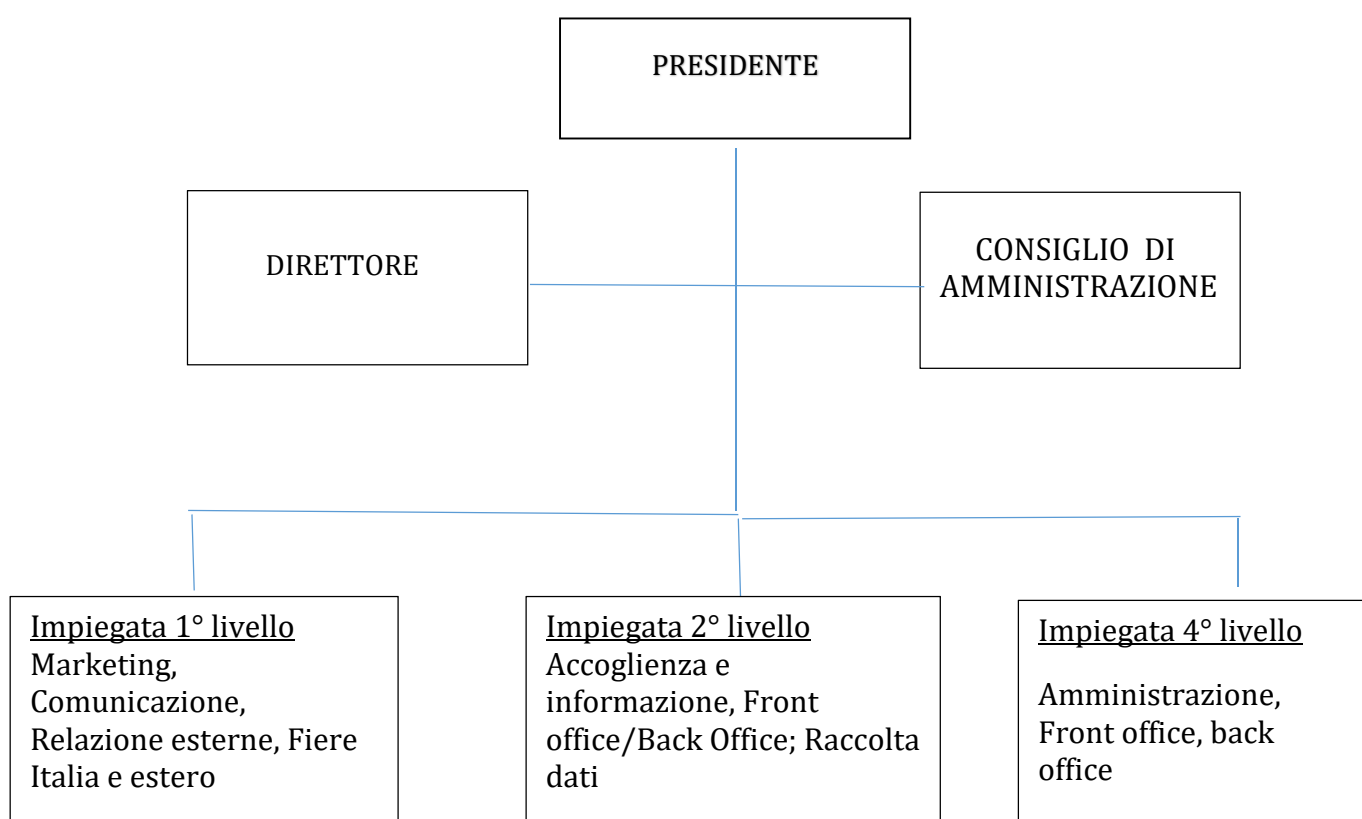 PRESIDENTE
DIRETTORE
CONSIGLIO DI
AMMINISTRAZIONE
Impiegata 1° livello
Marketing,
Comunicazione,
Relazione esterne, Fiere
Italia e estero
Impiegata 2° livello
Accoglienza e
informazione, Front
office/Back Office; Raccolta
dati
Impiegata 4° livello
Amministrazione,
Front office, back
office